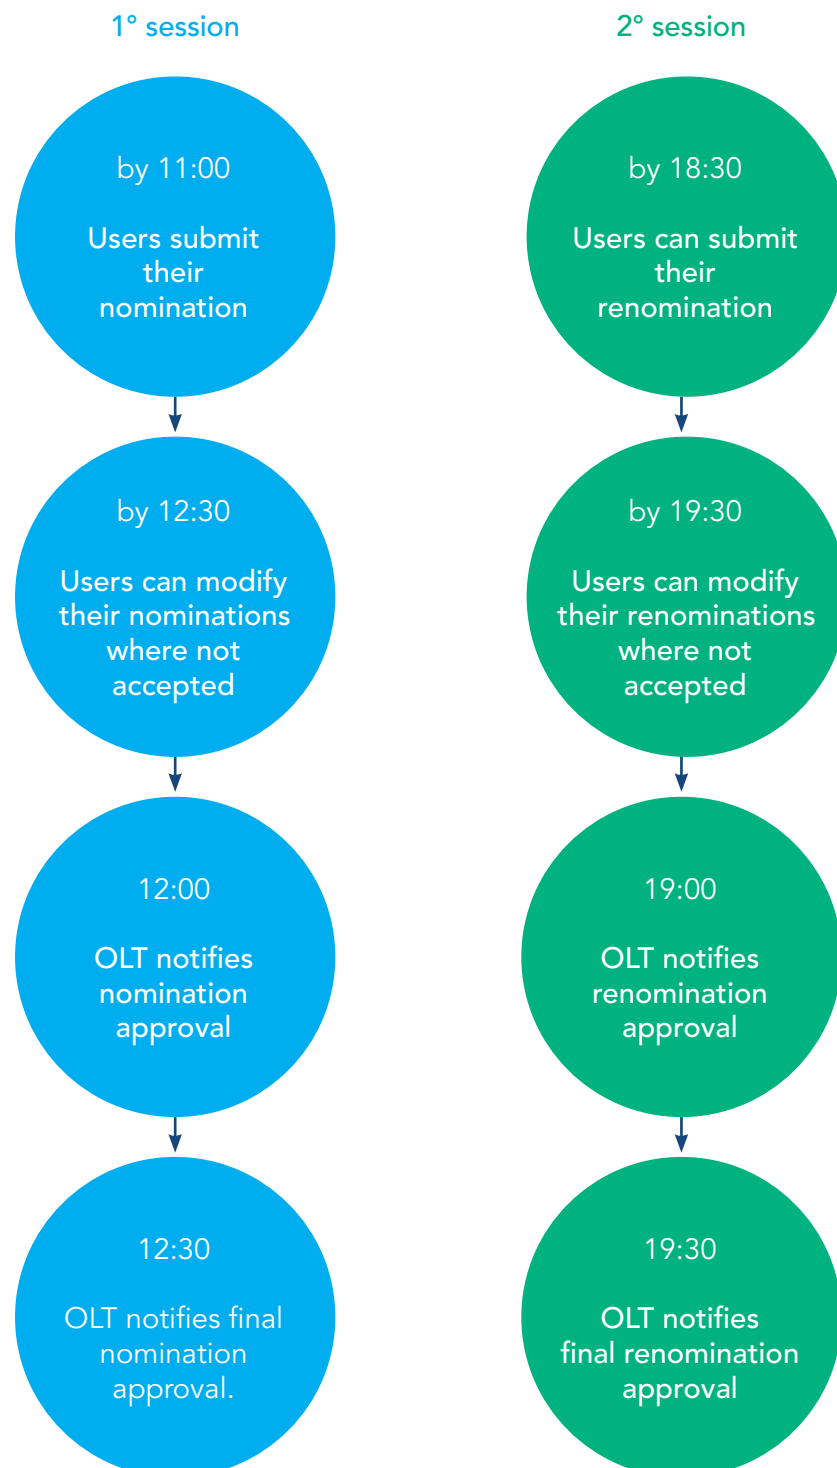 1° session
by 11:00
Users submit
their
nomination
by 12:30
Users can modify
their nominations
where not
accepted
12:00
OLT notifies
nomination
approval
12:30
OLT notifies final
nomination
approval.
2° session
by 18:30
Users can submit
their
renomination
by 19:30
Users can modify
their renominations
where not
accepted
19:00
OLT notifies
renomination
approval
19:30
OLT notifies
final renomination
approval